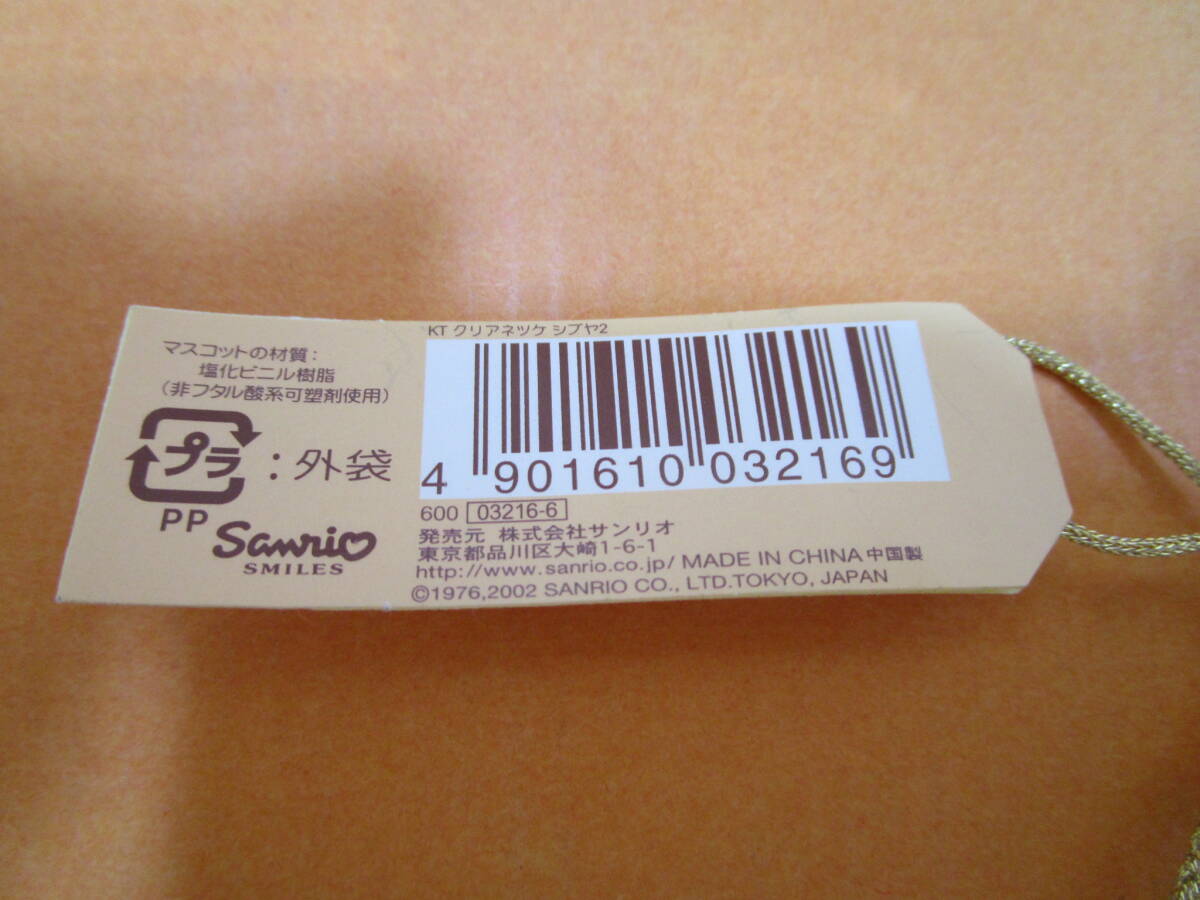 マスコットの材質:
塩化ビニル樹脂
(非フタル酸系可塑剤使用)
プラ : 外袋
PP
Sanrio
SMILES
KT クリアネツケ シブヤ2
4 901610 032169
600 03216-6
発売元 株式会社サンリオ
東京都品川区大崎1-6-1
http://www.sanrio.co.jp/ MADE IN CHINA 中国製
©1976,2002 SANRIO CO., LTD.TOKYO, JAPAN